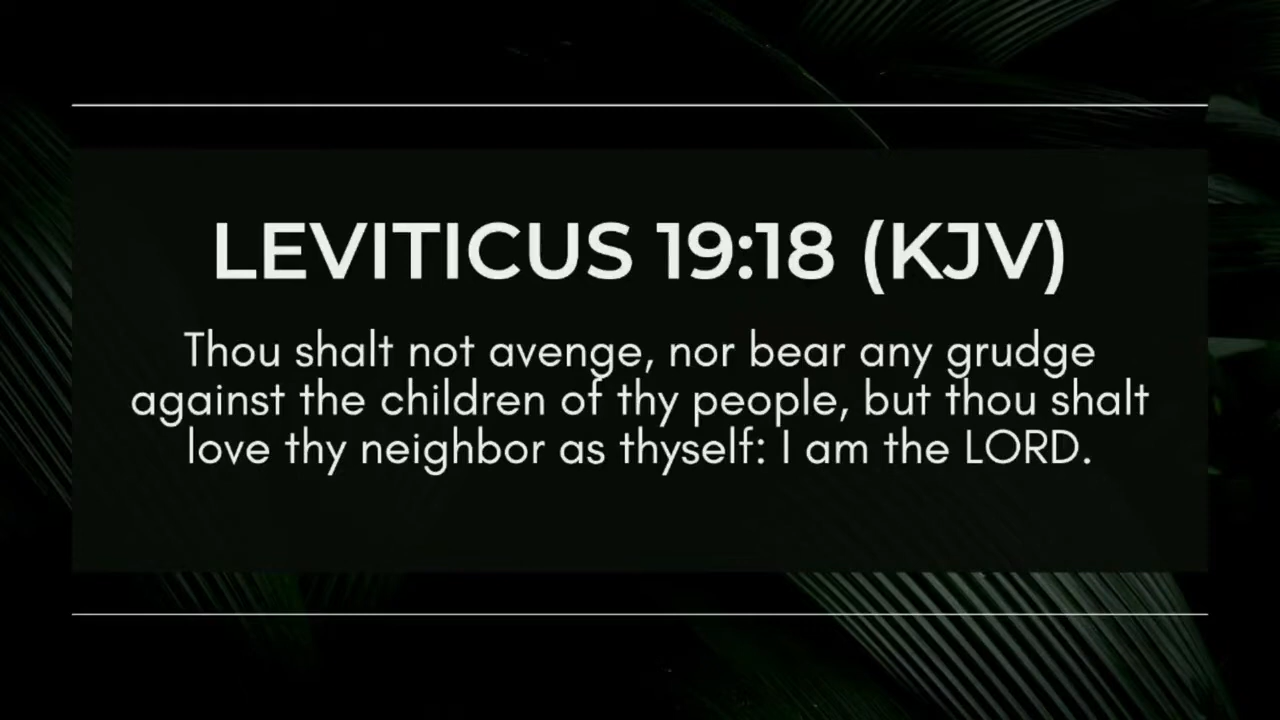 LEVITICUS 19:18 (KJV)
Thou shalt not avenge, nor bear any grudge
against the children of thy people, but thou shalt
love thy neighbor as thyself: I am the LORD.